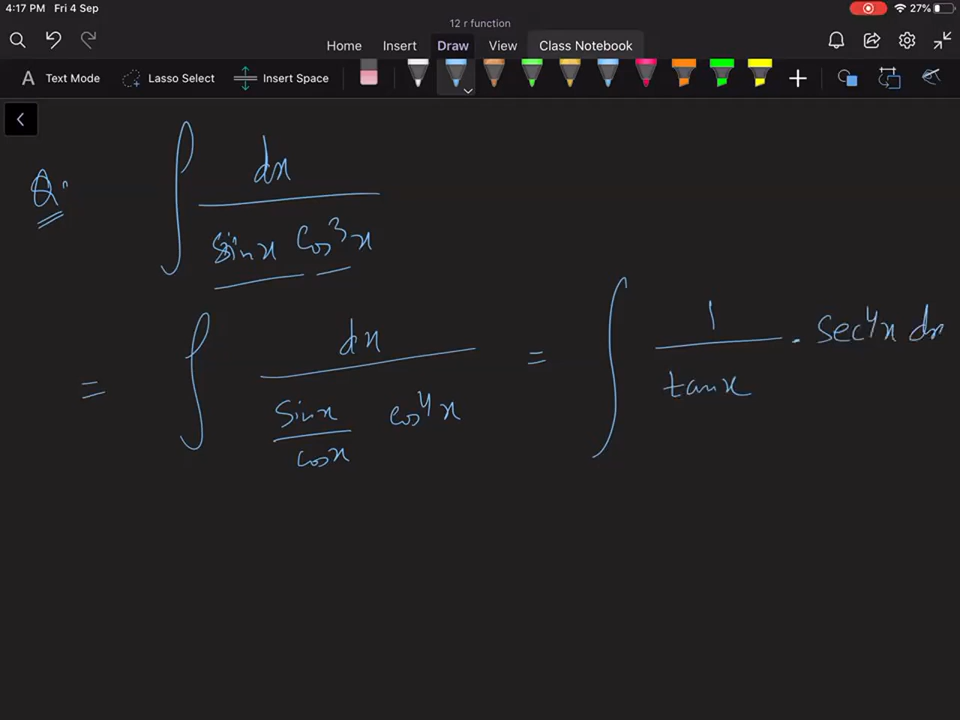 4:17 PM Fri 4 Sep 27%
12 r function
Home Insert Draw View Class Notebook
A Text Mode Lasso Select Insert Space
Q. ∫ dx / (sinx cos³x)
= ∫ dx / ((sinx / cosx) cos⁴x) = ∫ (1 / tanx) · sec⁴x dx